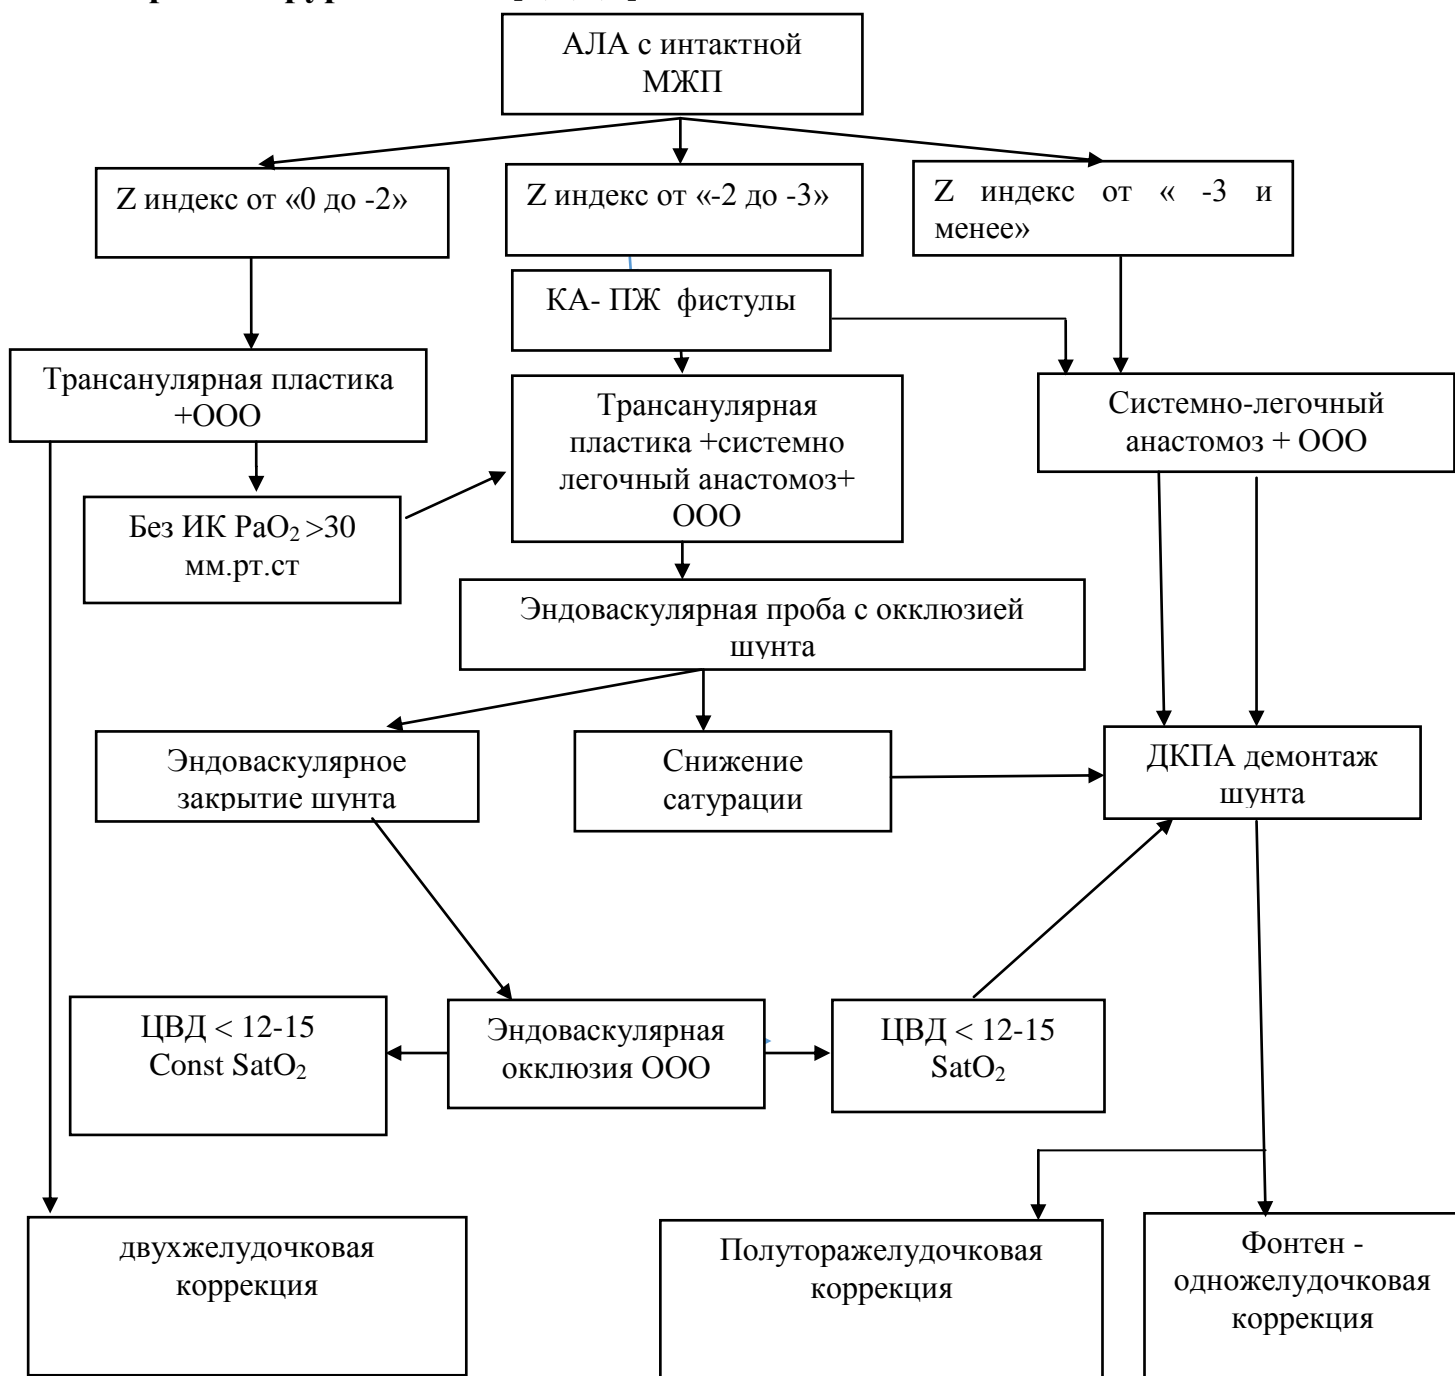 АЛА с интактной
МЖП
Z индекс от «0 до -2»
Z индекс от «-2 до -3»
Z индекс от « -3 и
менее»
КА- ПЖ фистулы
Трансанулярная пластика
+ООО
Трансанулярная
пластика +системно
легочный анастомоз+
ООО
Системно-легочный
анастомоз + ООО
Без ИК PaO₂ >30
мм.рт.ст
Эндоваскулярная проба с окклюзией
шунта
Эндоваскулярное
закрытие шунта
Снижение
сатурации
ДКПА демонтаж
шунта
ЦВД < 12-15
Const SatO₂
Эндоваскулярная
окклюзия ООО
ЦВД < 12-15
SatO₂
двухжелудочковая
коррекция
Полуторажелудочковая
коррекция
Фонтен -
одножелудочковая
коррекция